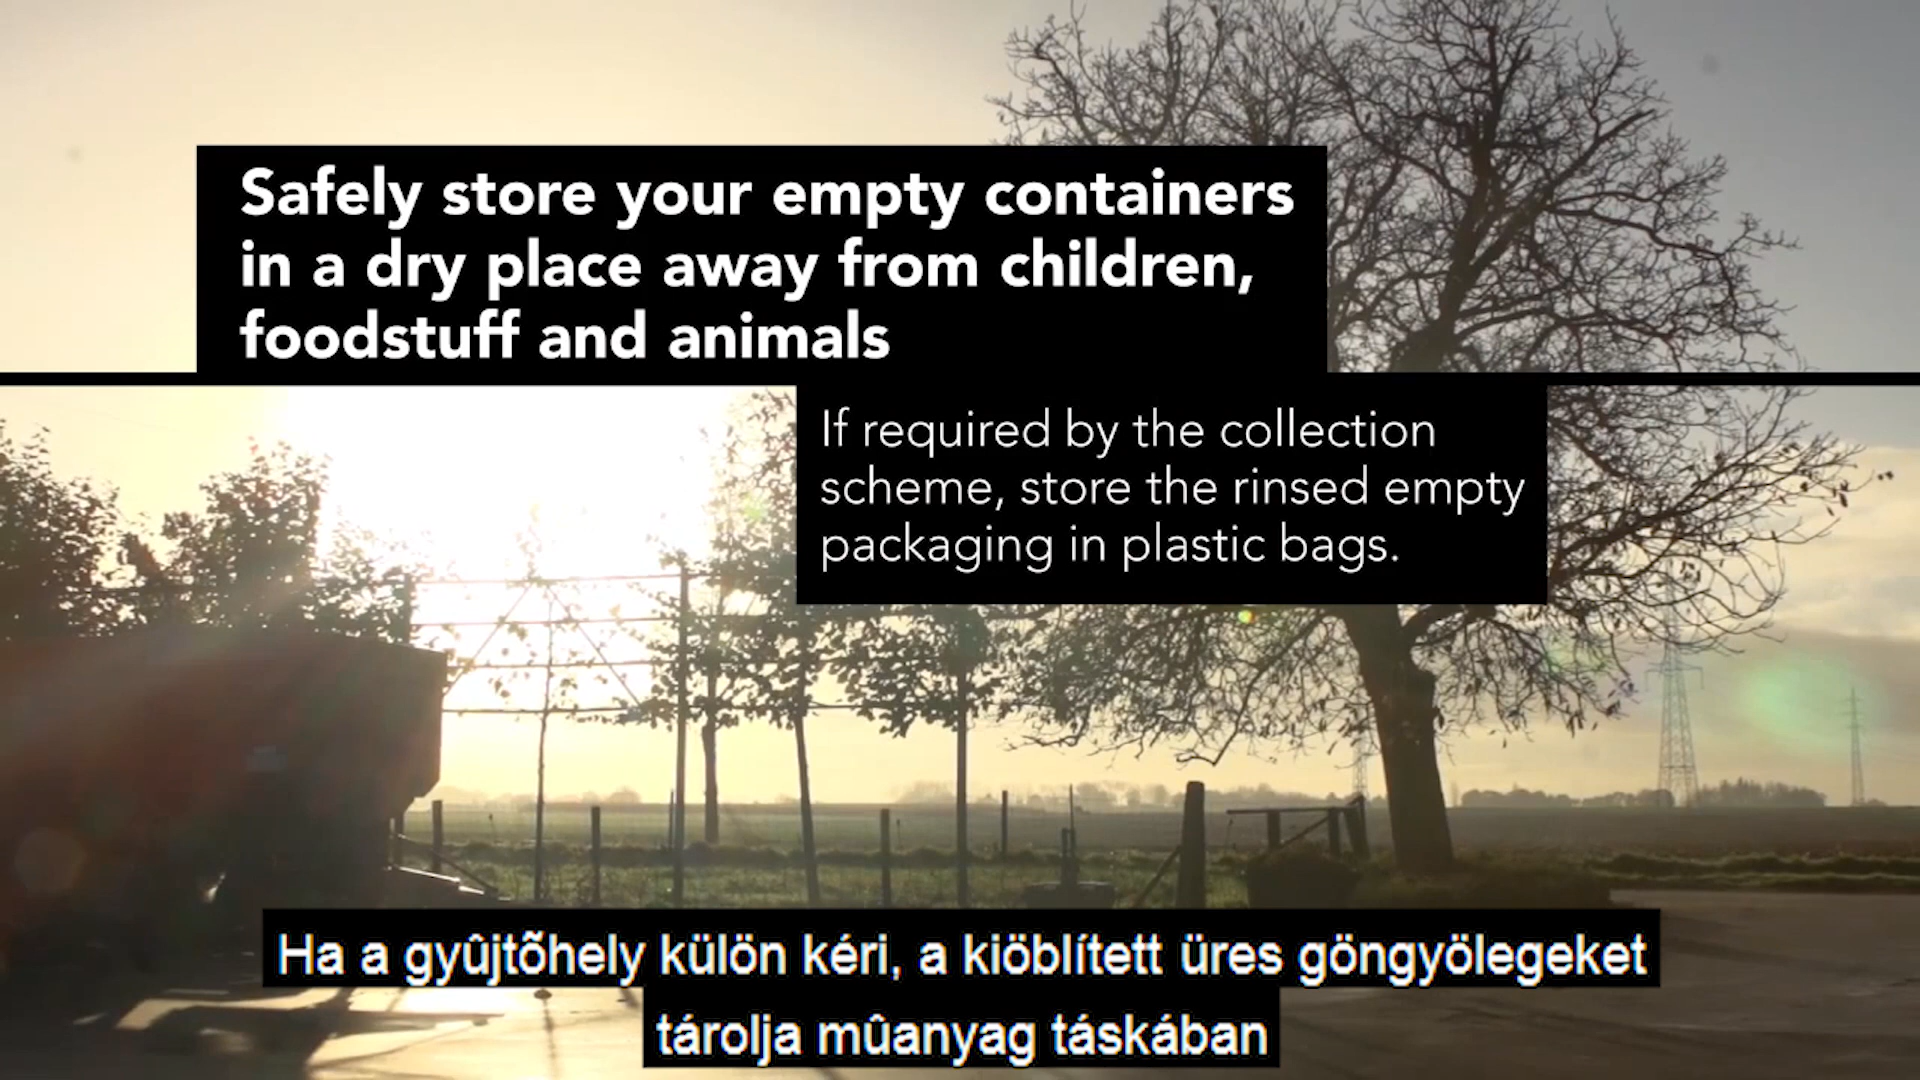 Safely store your empty containers
in a dry place away from children,
foodstuff and animals
If required by the collection
scheme, store the rinsed empty
packaging in plastic bags.
Ha a gyûjtõhely külön kéri, a kiöblített üres göngyölegeket
tárolja mûanyag táskában